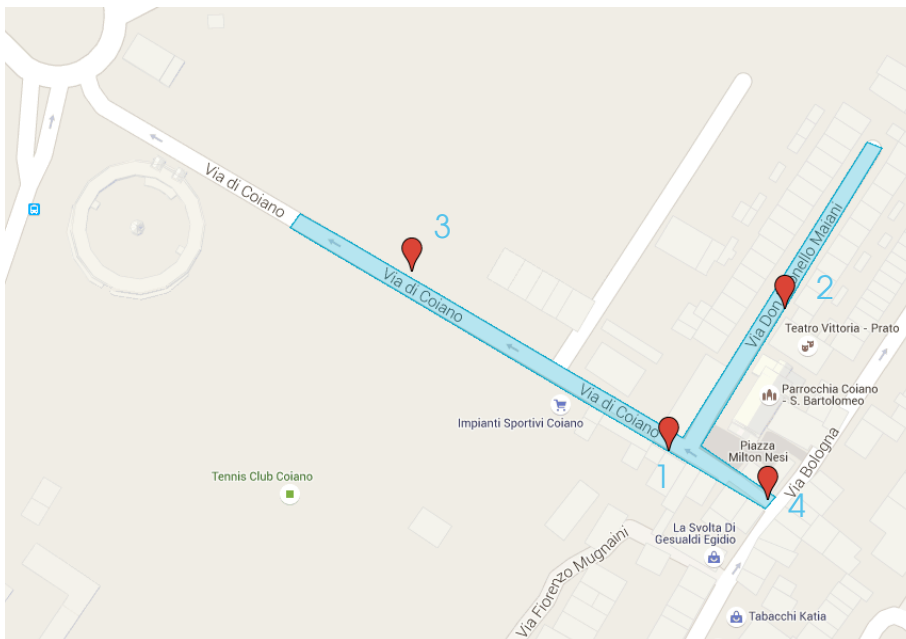 Via di Coiano
3
Via di Coiano
2
Teatro Vittoria - Prato
Parrocchia Coiano
- S. Bartolomeo
Via di Coiano
Impianti Sportivi Coiano
Piazza
Milton Nesi
Via Bologna
1
4
Tennis Club Coiano
La Svolta Di
Gesualdi Egidio
Via Fiorenzo Mugnaini
Tabacchi Katia
Via Don
nello Maiani